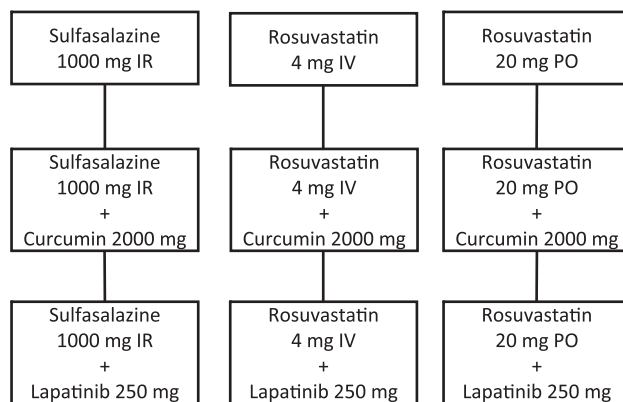 Sulfasalazine
1000 mg IR
Rosuvastatin
4 mg IV
Rosuvastatin
20 mg PO
Sulfasalazine
1000 mg IR
+
Curcumin 2000 mg
Rosuvastatin
4 mg IV
+
Curcumin 2000 mg
Rosuvastatin
20 mg PO
+
Curcumin 2000 mg
Sulfasalazine
1000 mg IR
+
Lapatinib 250 mg
Rosuvastatin
4 mg IV
+
Lapatinib 250 mg
Rosuvastatin
20 mg PO
+
Lapatinib 250 mg